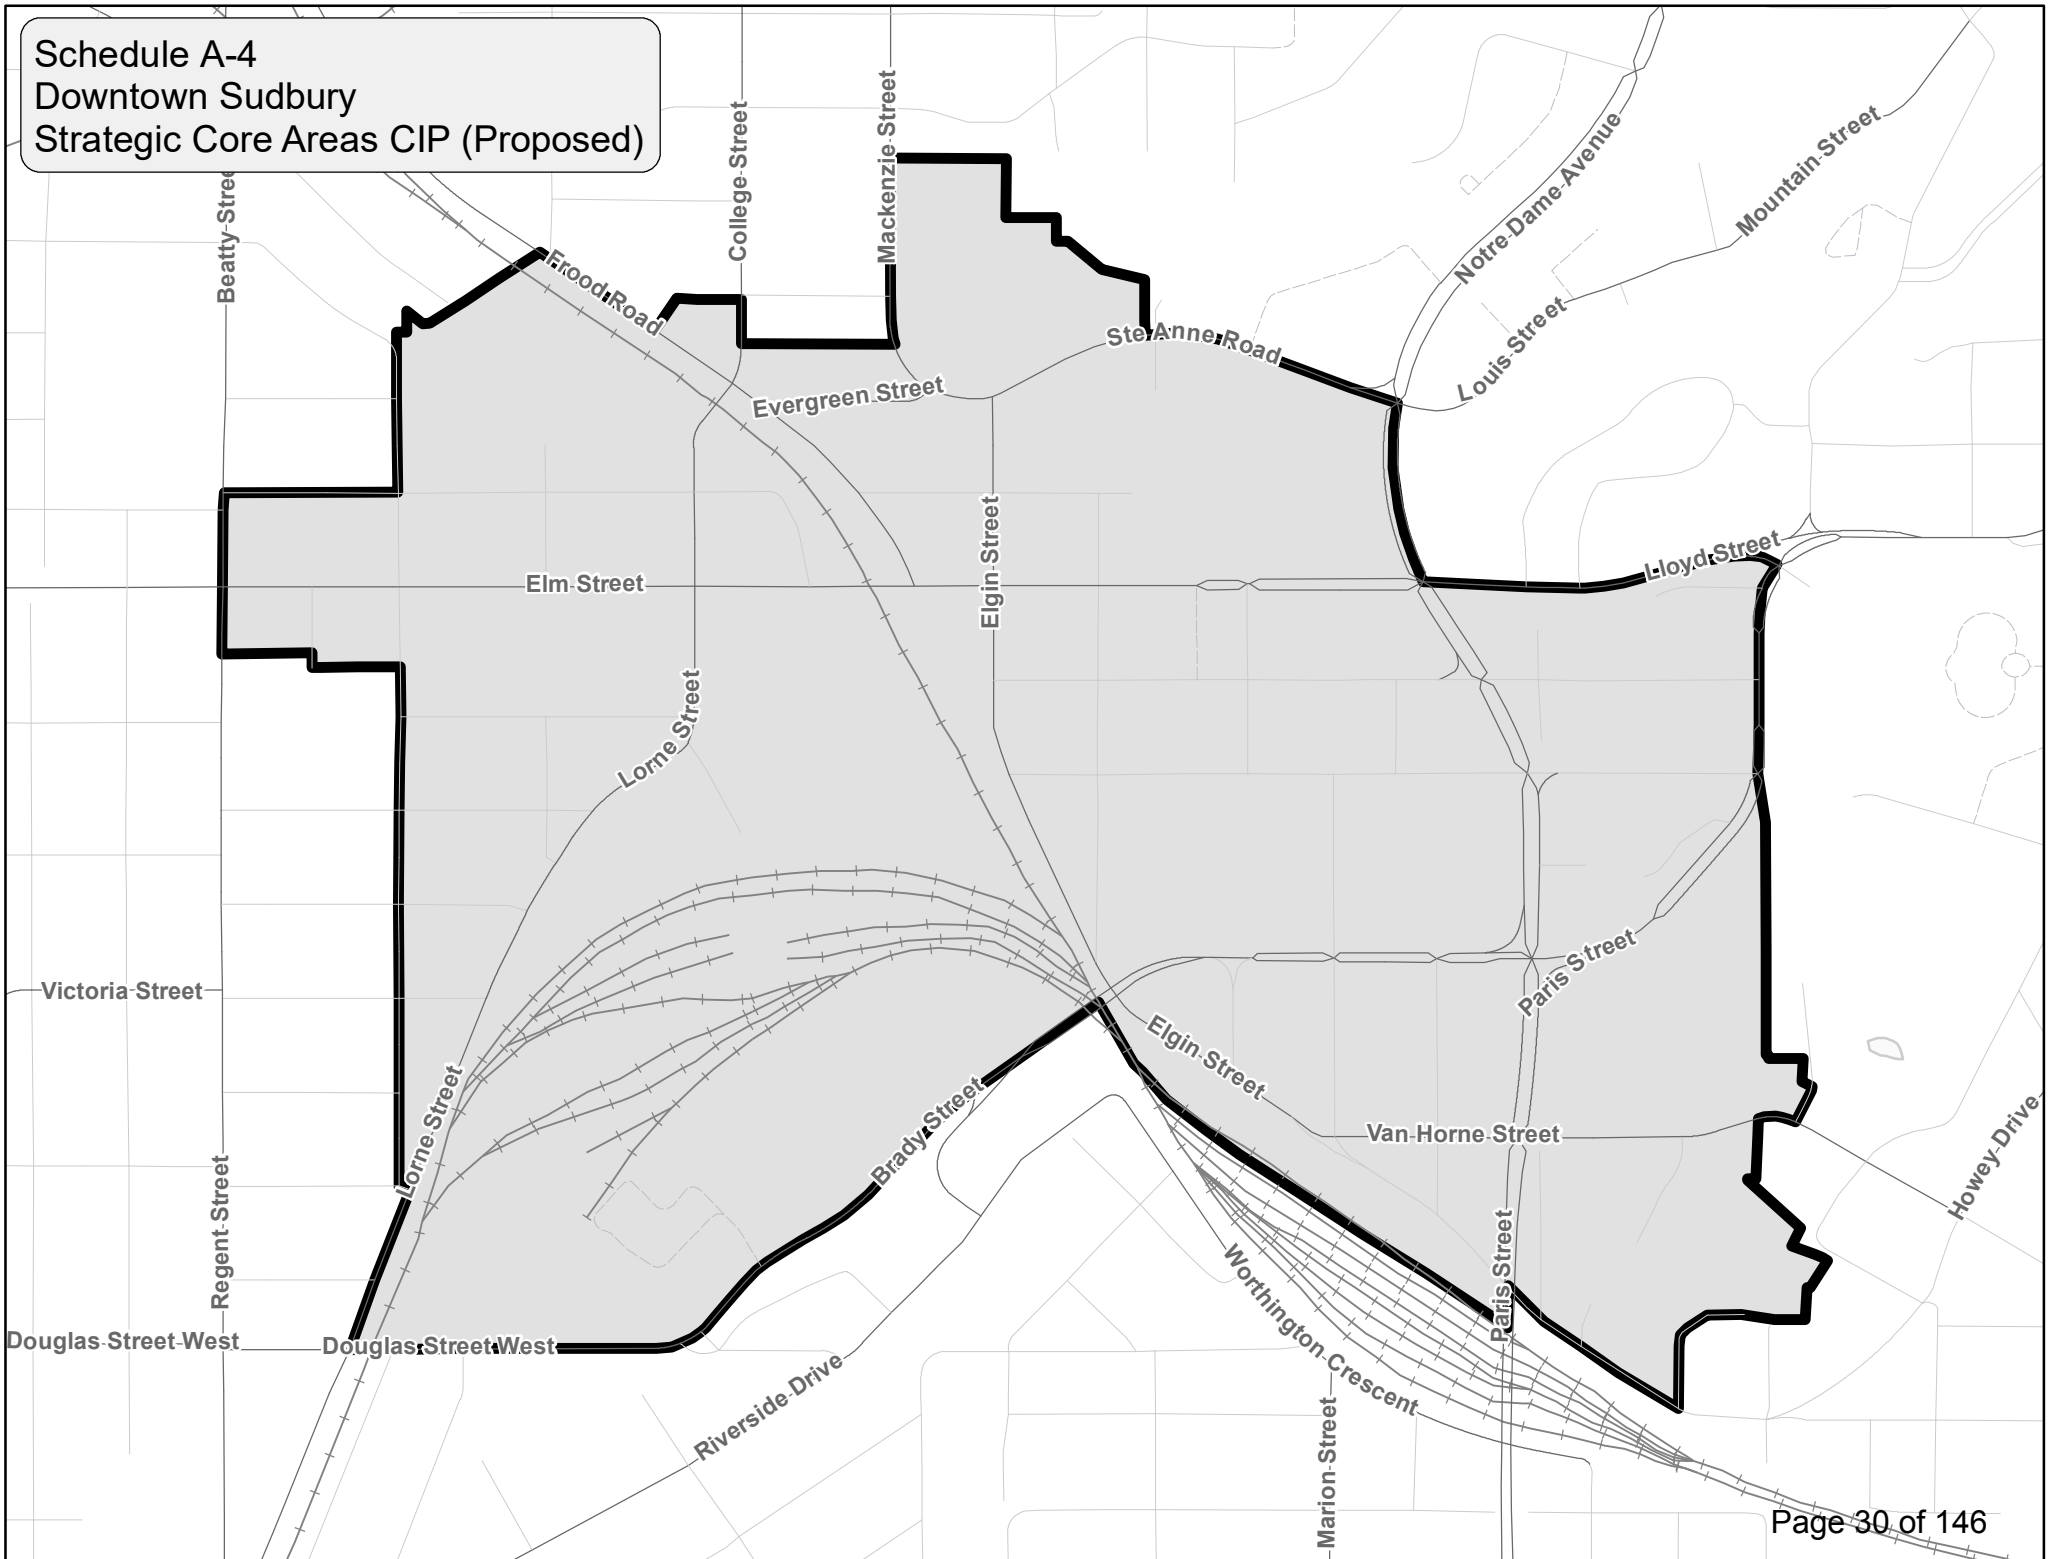 Schedule A-4
Downtown Sudbury
Strategic Core Areas CIP (Proposed)
College Street
Mackenzie Street
Notre Dame Avenue
Mountain Street
Beatty Stree
Frood Road
Ste Anne Road
Louis Street
Evergreen Street
Elgin Street
Lloyd Street
Elm Street
Lorne Street
Victoria Street
Paris Street
Elgin Street
Lorne Street
Brady Street
Van Horne Street
Howey Drive
Regent Street
Paris Street
Worthington Crescent
Douglas Street West
Douglas Street West
Riverside Drive
Marion Street
Page 30 of 146